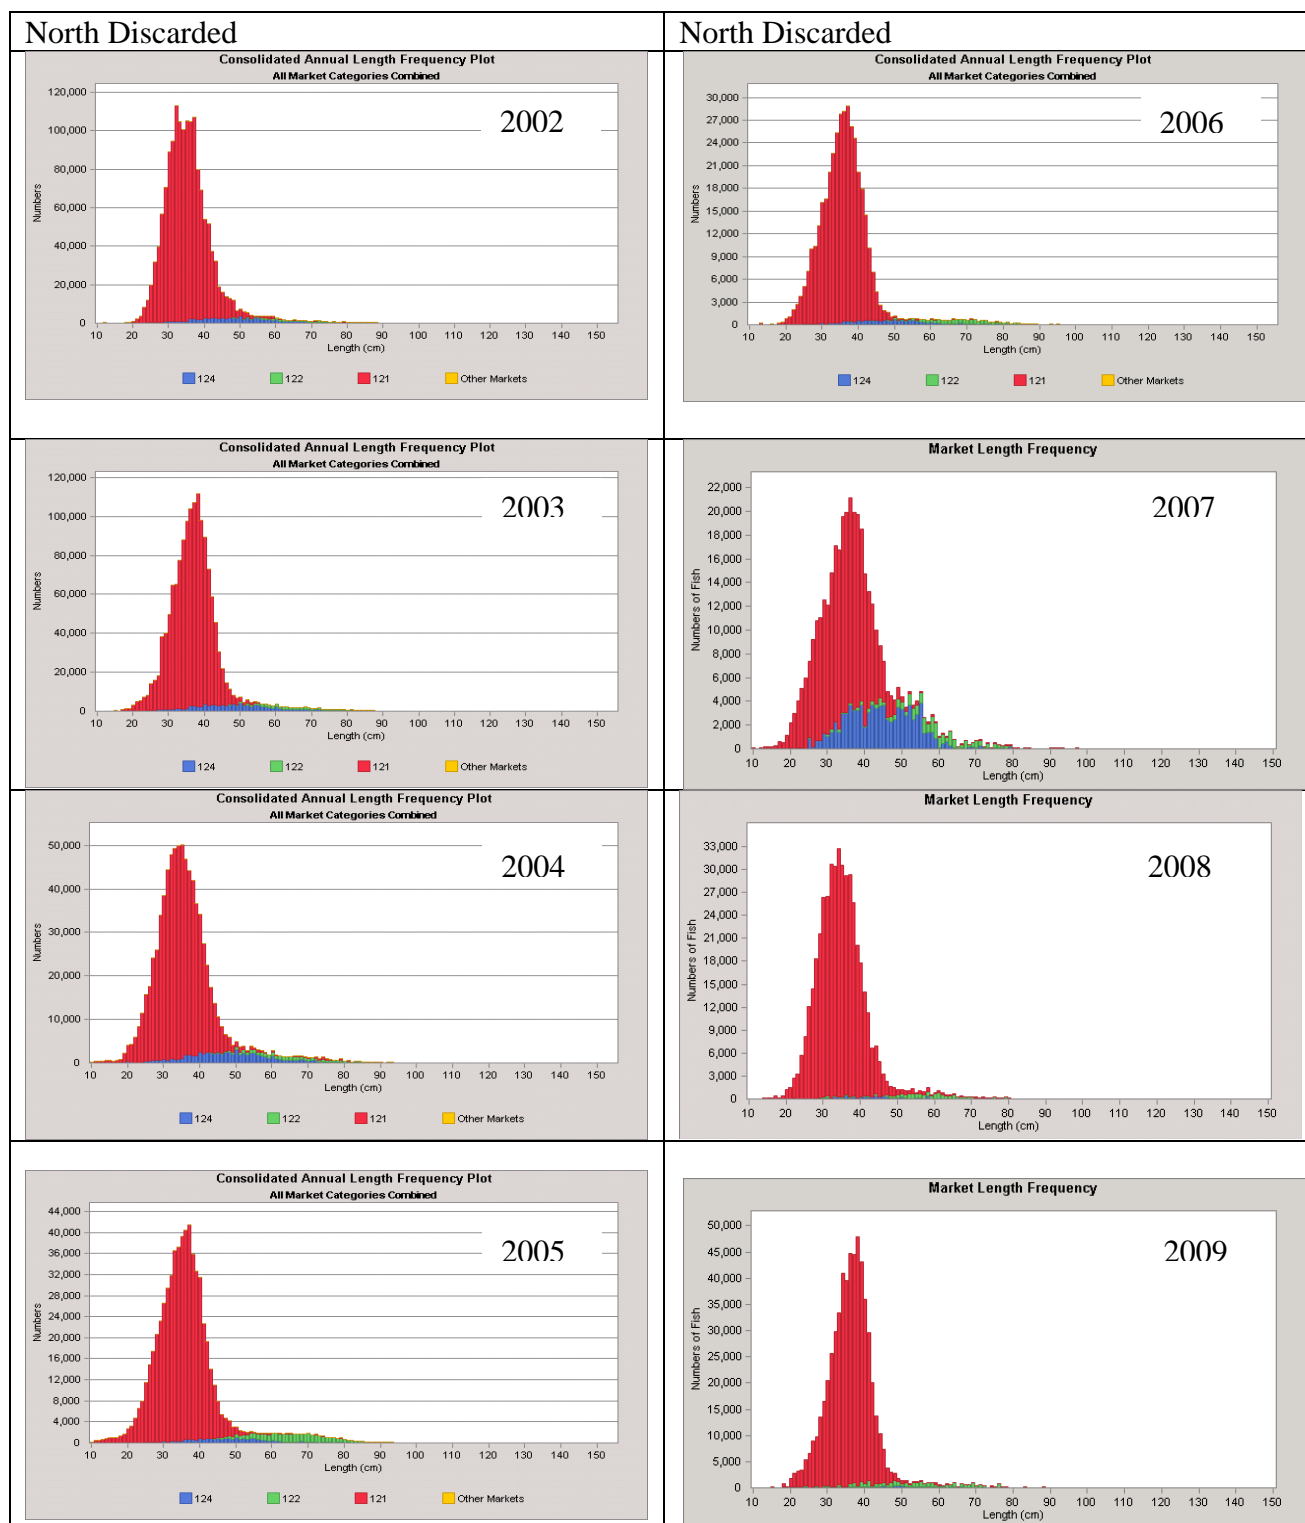 North Discarded
Consolidated Annual Length Frequency Plot
All Market Categories Combined
2002
120,000
100,000
80,000
60,000
40,000
20,000
0
Numbers
10 20 30 40 50 60 70 80 90 100 110 120 130 140 150
Length (cm)
124 122 121 Other Markets
North Discarded
Consolidated Annual Length Frequency Plot
All Market Categories Combined
2006
30,000
27,000
24,000
21,000
18,000
15,000
12,000
9,000
6,000
3,000
0
Numbers
10 20 30 40 50 60 70 80 90 100 110 120 130 140 150
Length (cm)
124 122 121 Other Markets
Consolidated Annual Length Frequency Plot
All Market Categories Combined
2003
120,000
100,000
80,000
60,000
40,000
20,000
0
Numbers
10 20 30 40 50 60 70 80 90 100 110 120 130 140 150
Length (cm)
124 122 121 Other Markets
Market Length Frequency
2007
22,000
20,000
18,000
16,000
14,000
12,000
10,000
8,000
6,000
4,000
2,000
0
Numbers of Fish
10 20 30 40 50 60 70 80 90 100 110 120 130 140 150
Length (cm)
Consolidated Annual Length Frequency Plot
All Market Categories Combined
2004
50,000
40,000
30,000
20,000
10,000
0
Numbers
10 20 30 40 50 60 70 80 90 100 110 120 130 140 150
Length (cm)
124 122 121 Other Markets
Market Length Frequency
2008
33,000
30,000
27,000
24,000
21,000
18,000
15,000
12,000
9,000
6,000
3,000
0
Numbers of Fish
10 20 30 40 50 60 70 80 90 100 110 120 130 140 150
Length (cm)
Consolidated Annual Length Frequency Plot
All Market Categories Combined
2005
44,000
40,000
36,000
32,000
28,000
24,000
20,000
16,000
12,000
8,000
4,000
0
Numbers
10 20 30 40 50 60 70 80 90 100 110 120 130 140 150
Length (cm)
124 122 121 Other Markets
Market Length Frequency
2009
50,000
45,000
40,000
35,000
30,000
25,000
20,000
15,000
10,000
5,000
0
Numbers of Fish
10 20 30 40 50 60 70 80 90 100 110 120 130 140 150
Length (cm)